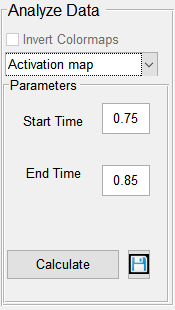 Analyze Data
Invert Colormaps
Activation map
Parameters
Start Time 0.75
End Time 0.85
Calculate